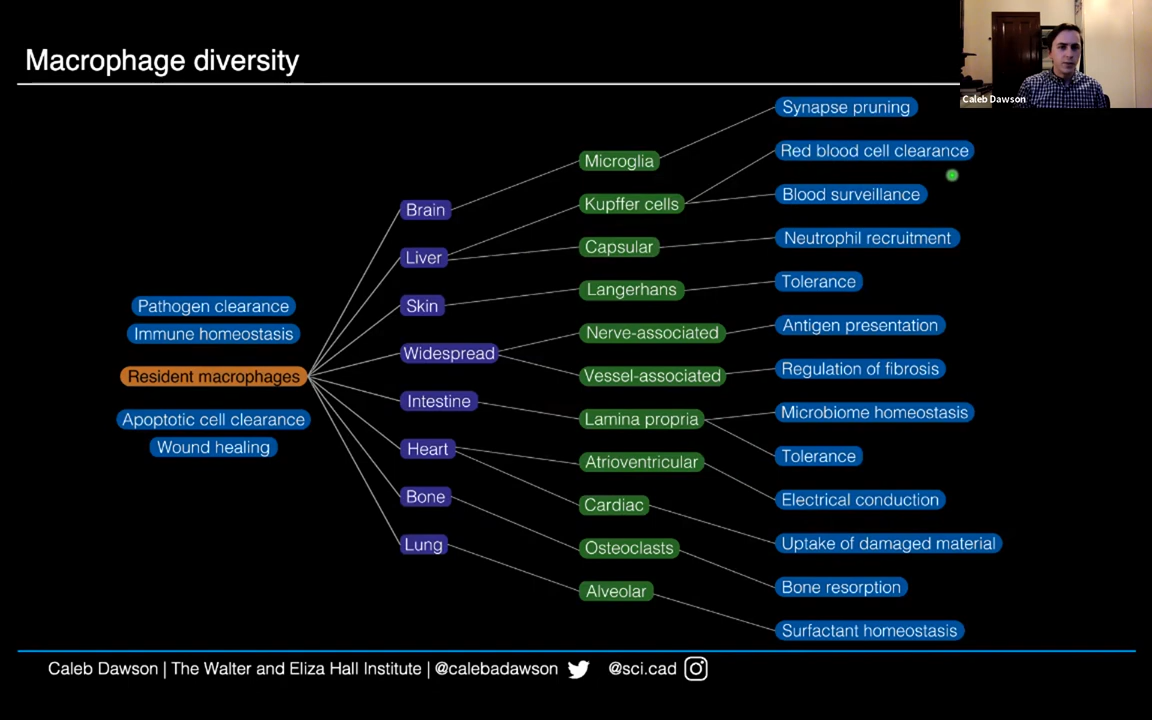 Macrophage diversity
Caleb Dawson
Pathogen clearance
Immune homeostasis
Resident macrophages
Apoptotic cell clearance
Wound healing
Brain
Liver
Skin
Widespread
Intestine
Heart
Bone
Lung
Microglia
Kupffer cells
Capsular
Langerhans
Nerve-associated
Vessel-associated
Lamina propria
Atrioventricular
Cardiac
Osteoclasts
Alveolar
Synapse pruning
Red blood cell clearance
Blood surveillance
Neutrophil recruitment
Tolerance
Antigen presentation
Regulation of fibrosis
Microbiome homeostasis
Tolerance
Electrical conduction
Uptake of damaged material
Bone resorption
Surfactant homeostasis
Caleb Dawson | The Walter and Eliza Hall Institute | @calebadawson @sci.cad